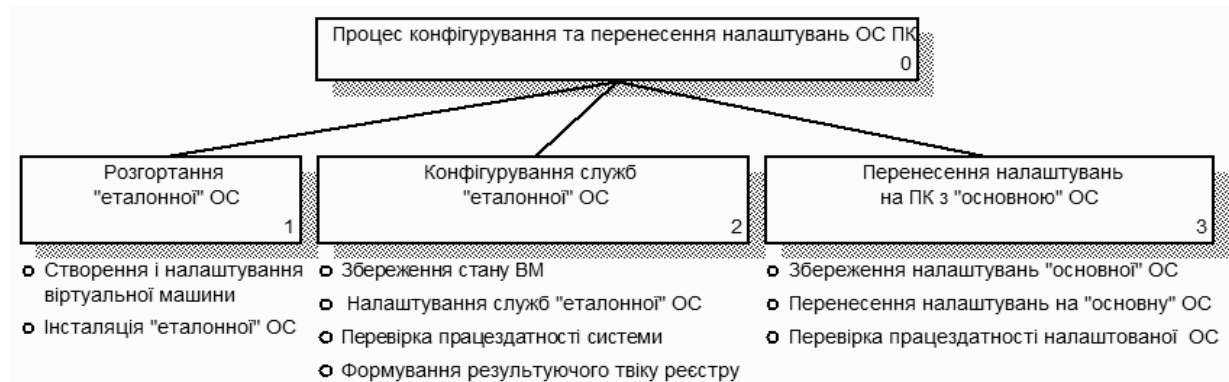 Процес конфігурування та перенесення налаштувань ОС ПК
0
Розгортання
"еталонної" ОС
1
Створення і налаштування
віртуальної машини
Інсталяція "еталонної" ОС
Конфігурування служб
"еталонної" ОС
2
Збереження стану ВМ
Налаштування служб "еталонної" ОС
Перевірка працездатності системи
Формування результуючого твіку реєстру
Перенесення налаштувань
на ПК з "основною" ОС
3
Збереження налаштувань "основної" ОС
Перенесення налаштувань на "основну" ОС
Перевірка працездатності налаштованої ОС